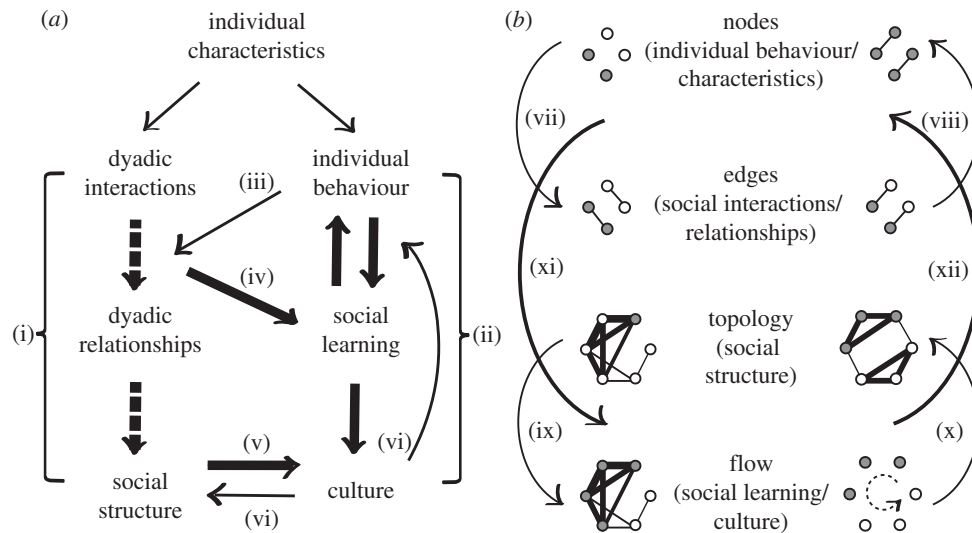 (a)
individual
characteristics
dyadic
interactions
individual
behaviour
(iii)
(iv)
(i)
dyadic
relationships
social
learning
(ii)
(v)
(vi)
social
structure
(vi)
culture
(b)
nodes
(individual behaviour/
characteristics)
(vii)
(viii)
edges
(social interactions/
relationships)
(xi)
(xii)
topology
(social
structure)
(ix)
(x)
flow
(social learning/
culture)